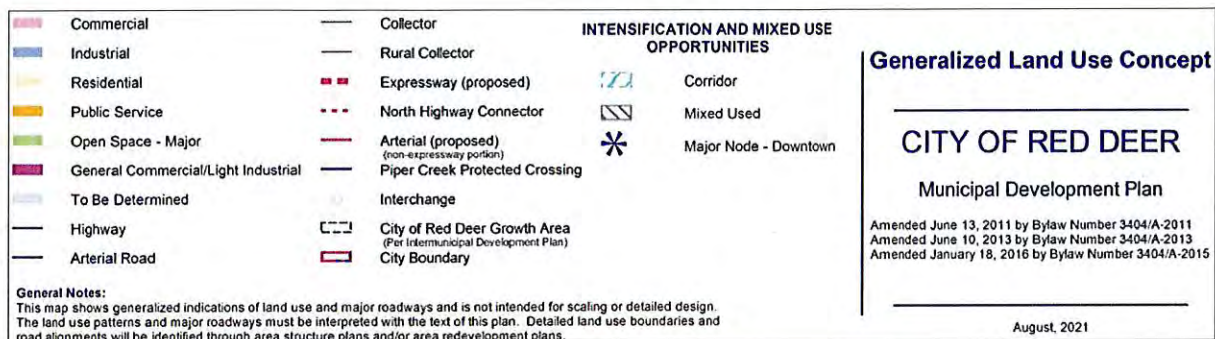 Commercial
Industrial
Residential
Public Service
Open Space - Major
General Commercial/Light Industrial
To Be Determined
Highway
Arterial Road
Collector
Rural Collector
Expressway (proposed)
North Highway Connector
Arterial (proposed)
(non-expressway portion)
Piper Creek Protected Crossing
Interchange
City of Red Deer Growth Area
(Per Intermunicipal Development Plan)
City Boundary
INTENSIFICATION AND MIXED USE
OPPORTUNITIES
Corridor
Mixed Used
Major Node - Downtown
General Notes:
This map shows generalized indications of land use and major roadways and is not intended for scaling or detailed design.
The land use patterns and major roadways must be interpreted with the text of this plan. Detailed land use boundaries and
road alignments will be identified through area structure plans and/or area redevelopment plans.
Generalized Land Use Concept
CITY OF RED DEER
Municipal Development Plan
Amended June 13, 2011 by Bylaw Number 3404/A-2011
Amended June 10, 2013 by Bylaw Number 3404/A-2013
Amended January 18, 2016 by Bylaw Number 3404/A-2015
August, 2021